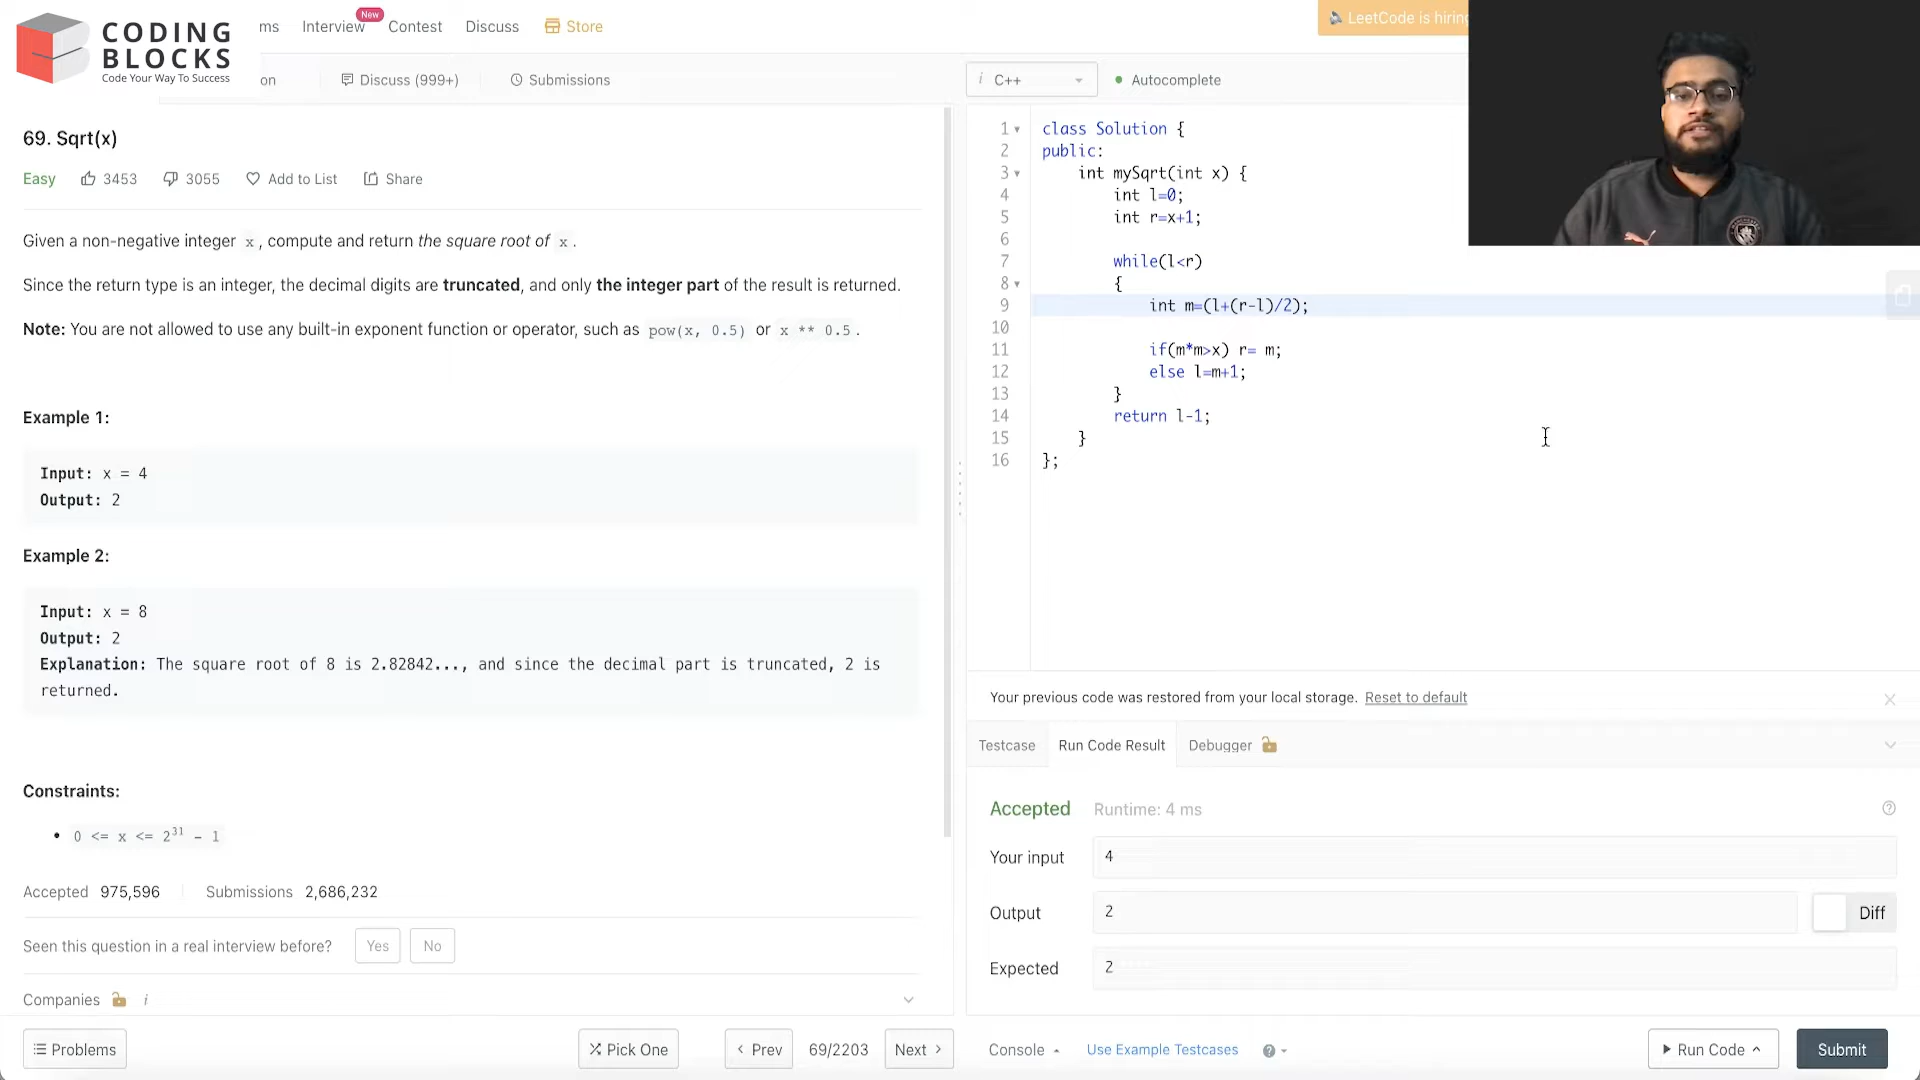 CODING
BLOCKS
Code Your Way To Success
ms Interview New Contest Discuss Store
LeetCode is hiring
on Discuss (999+) Submissions
i C++ Autocomplete
69. Sqrt(x)
Easy 3453 3055 Add to List Share
Given a non-negative integer x, compute and return the square root of x.
Since the return type is an integer, the decimal digits are truncated, and only the integer part of the result is returned.
Note: You are not allowed to use any built-in exponent function or operator, such as pow(x, 0.5) or x ** 0.5.
Example 1:
Input: x = 4
Output: 2
Example 2:
Input: x = 8
Output: 2
Explanation: The square root of 8 is 2.82842..., and since the decimal part is truncated, 2 is
returned.
Constraints:
• 0 <= x <= 2^31 - 1
Accepted 975,596 Submissions 2,686,232
Seen this question in a real interview before? Yes No
Companies i
Problems Pick One Prev 69/2203 Next
1 class Solution {
2 public:
3 int mySqrt(int x) {
4 int l=0;
5 int r=x+1;
6
7 while(l<r)
8 {
9 int m=(l+(r-l)/2);
10
11 if(m*m>x) r= m;
12 else l=m+1;
13 }
14 return l-1;
15 }
16 };
Your previous code was restored from your local storage. Reset to default
Testcase Run Code Result Debugger
Accepted Runtime: 4 ms
Your input 4
Output 2 Diff
Expected 2
Console Use Example Testcases Run Code Submit